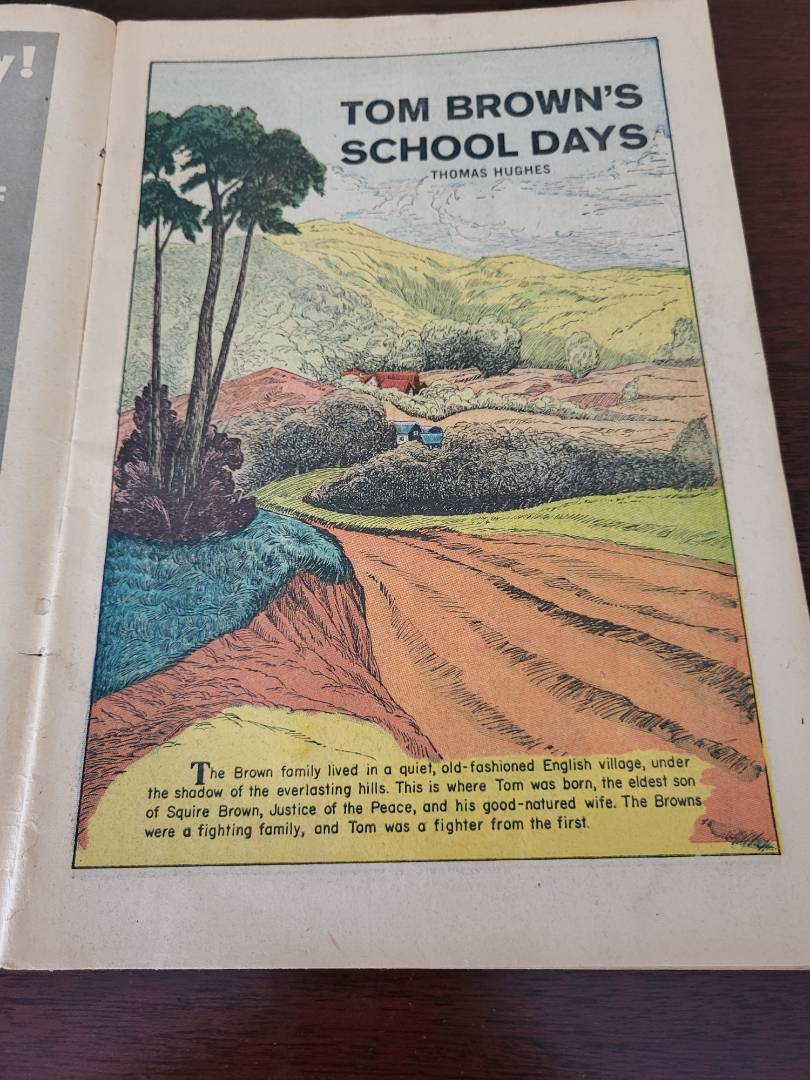 y!
TOM BROWN'S
SCHOOL DAYS
THOMAS HUGHES
The Brown family lived in a quiet, old-fashioned English village, under
the shadow of the everlasting hills. This is where Tom was born, the eldest son
of Squire Brown, Justice of the Peace, and his good-natured wife. The Browns
were a fighting family, and Tom was a fighter from the first.